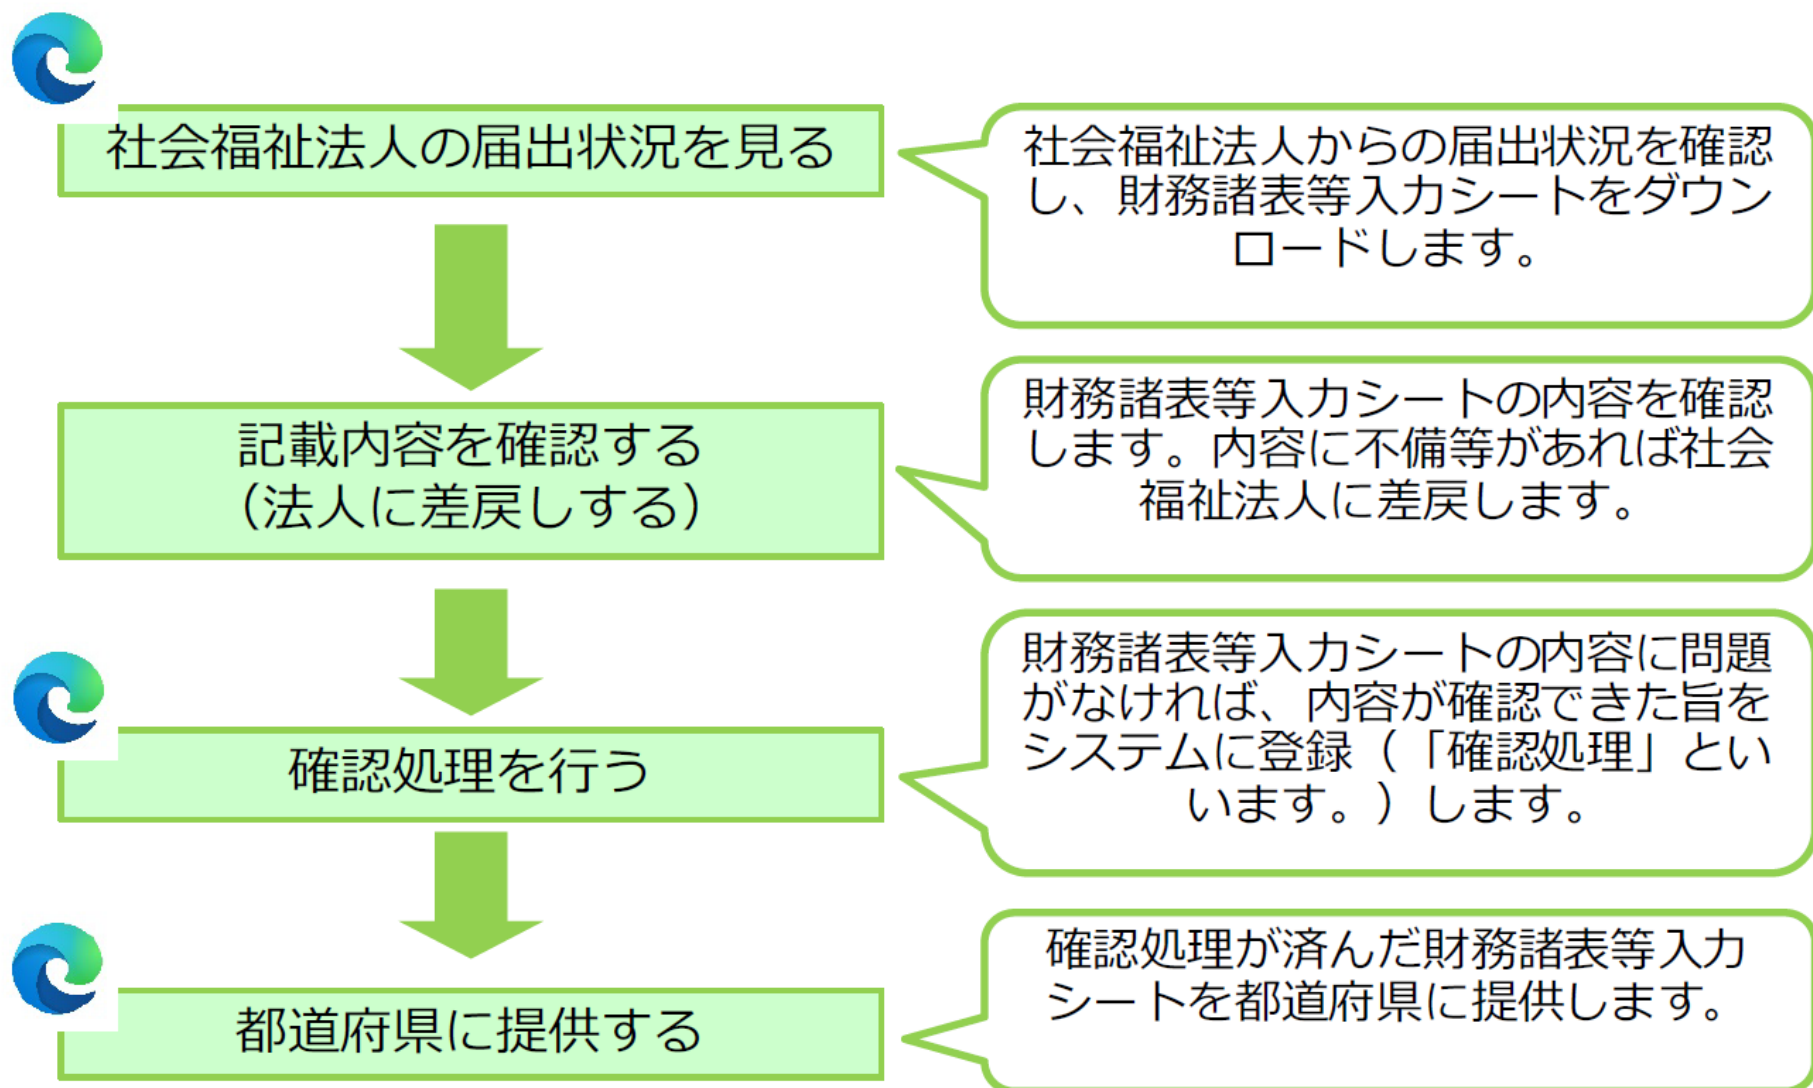 社会福祉法人の届出状況を見る
社会福祉法人からの届出状況を確認
し、財務諸表等入力シートをダウン
ロードします。
記載内容を確認する
（法人に差戻しする）
財務諸表等入力シートの内容を確認
します。内容に不備等があれば社会
福祉法人に差戻します。
確認処理を行う
財務諸表等入力シートの内容に問題
がなければ、内容が確認できた旨を
システムに登録（「確認処理」とい
います。）します。
都道府県に提供する
確認処理が済んだ財務諸表等入力
シートを都道府県に提供します。